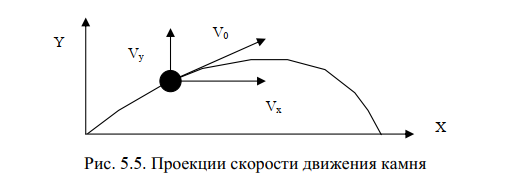 V₀
Y
Vy
Vx
X
Рис. 5.5. Проекции скорости движения камня